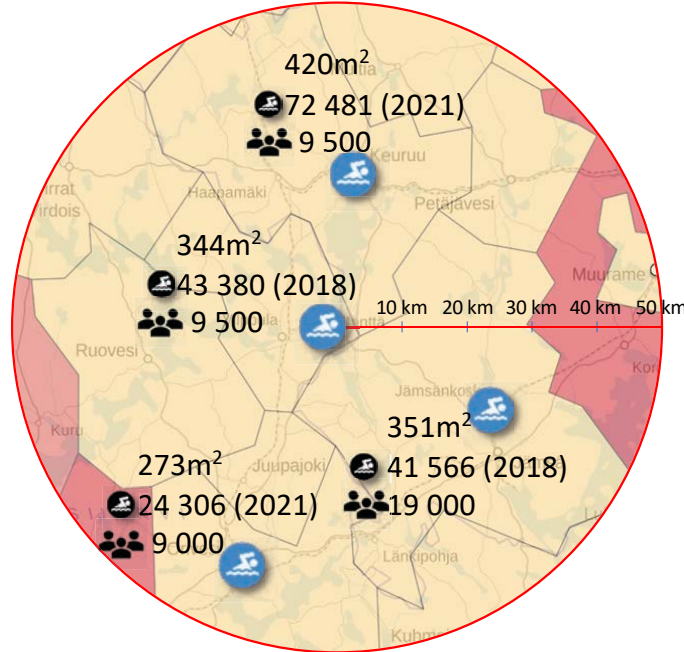 420m²
72 481 (2021)
9 500
Keuruu
Haapamäki
Petäjävesi
344m²
43 380 (2018)
9 500
Muurame
10 km 20 km 30 km 40 km 50 km
Ruovesi
Jämsänkoski
351m²
41 566 (2018)
19 000
Kuru
273m²
Juupajoki
24 306 (2021)
9 000
Länkipohja